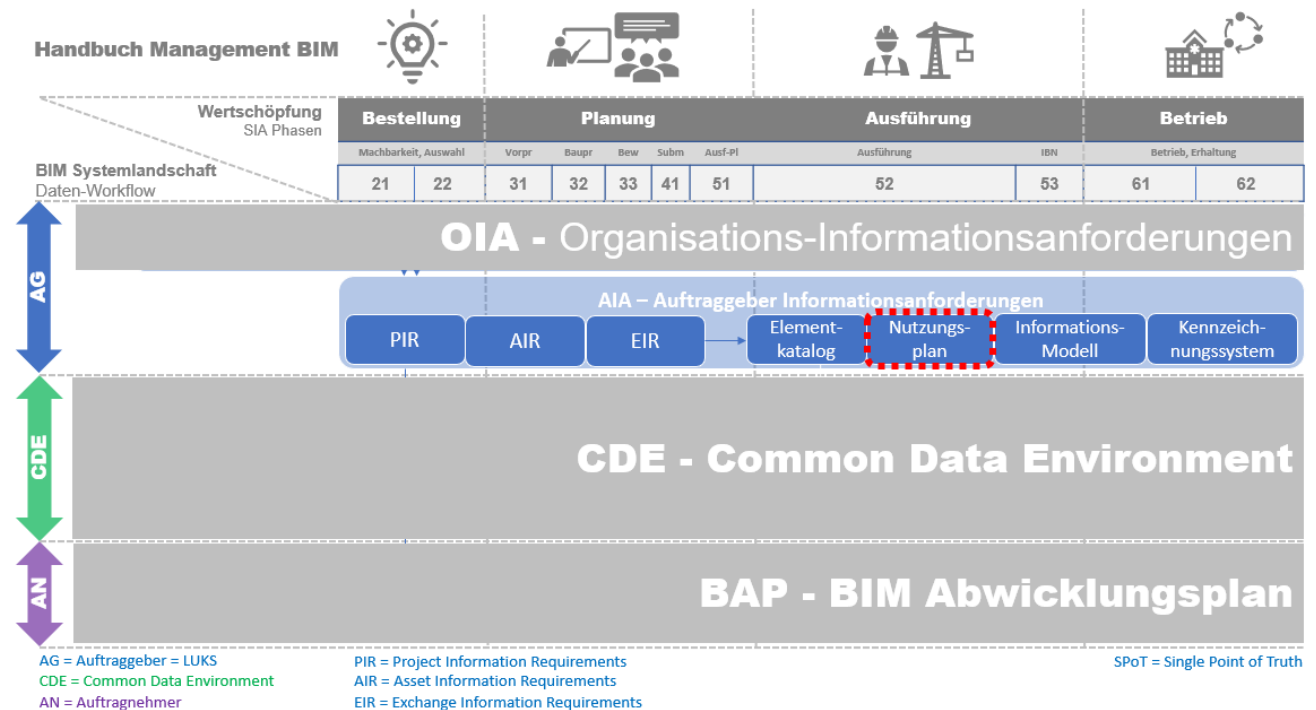 Handbuch Management BIM
Wertschöpfung
SIA Phasen
BIM Systemlandschaft
Daten-Workflow
Bestellung Planung Ausführung Betrieb
Machbarkeit, Auswahl Vorpr Baupr Bew Subm Ausf-Pl Ausführung IBN Betrieb, Erhaltung
21 22 31 32 33 41 51 52 53 61 62
AG
OIA - Organisations-Informationsanforderungen
AIA – Auftraggeber Informationsanforderungen
PIR
AIR
EIR
Element-
katalog
Nutzungs-
plan
Informations-
Modell
Kennzeich-
nungssystem
CDE
CDE - Common Data Environment
AN
BAP - BIM Abwicklungsplan
AG = Auftraggeber = LUKS
CDE = Common Data Environment
AN = Auftragnehmer
PIR = Project Information Requirements
AIR = Asset Information Requirements
EIR = Exchange Information Requirements
SPoT = Single Point of Truth